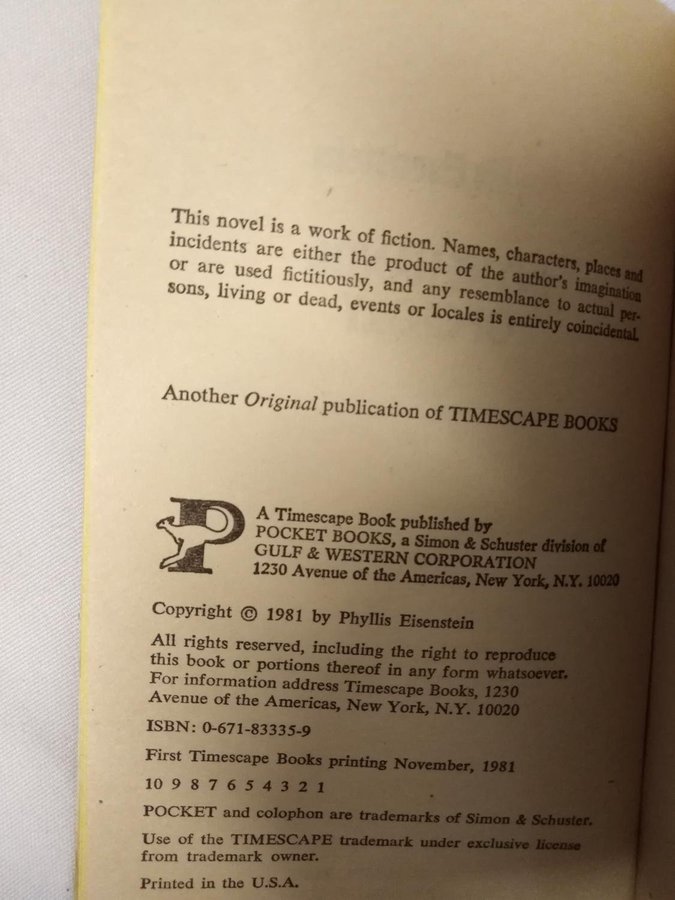 This novel is a work of fiction. Names, characters, places and
incidents are either the product of the author's imagination
or are used fictitiously, and any resemblance to actual per-
sons, living or dead, events or locales is entirely coincidental.
Another Original publication of TIMESCAPE BOOKS
P
A Timescape Book published by
POCKET BOOKS, a Simon & Schuster division of
GULF & WESTERN CORPORATION
1230 Avenue of the Americas, New York, N.Y. 10020
Copyright © 1981 by Phyllis Eisenstein
All rights reserved, including the right to reproduce
this book or portions thereof in any form whatsoever.
For information address Timescape Books, 1230
Avenue of the Americas, New York, N.Y. 10020
ISBN: 0-671-83335-9
First Timescape Books printing November, 1981
10 9 8 7 6 5 4 3 2 1
POCKET and colophon are trademarks of Simon & Schuster.
Use of the TIMESCAPE trademark under exclusive license
from trademark owner.
Printed in the U.S.A.